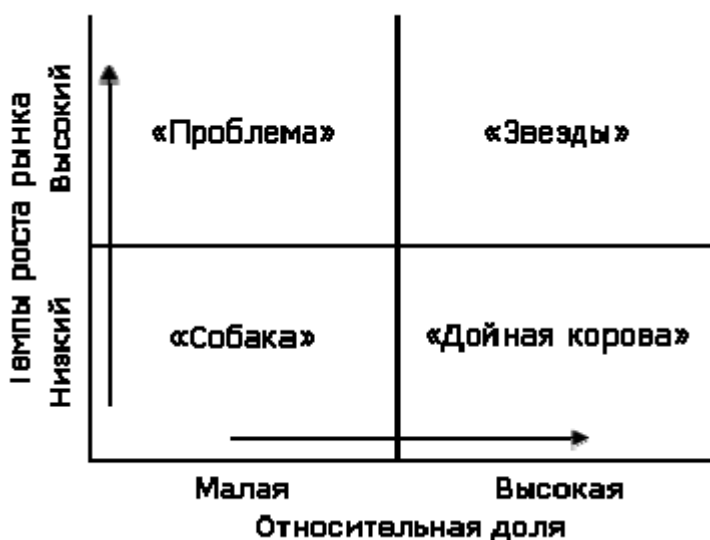 Темпы роста рынка
Высокий
Низкий
«Проблема»
«Звезды»
«Собака»
«Дойная корова»
Малая
Высокая
Относительная доля